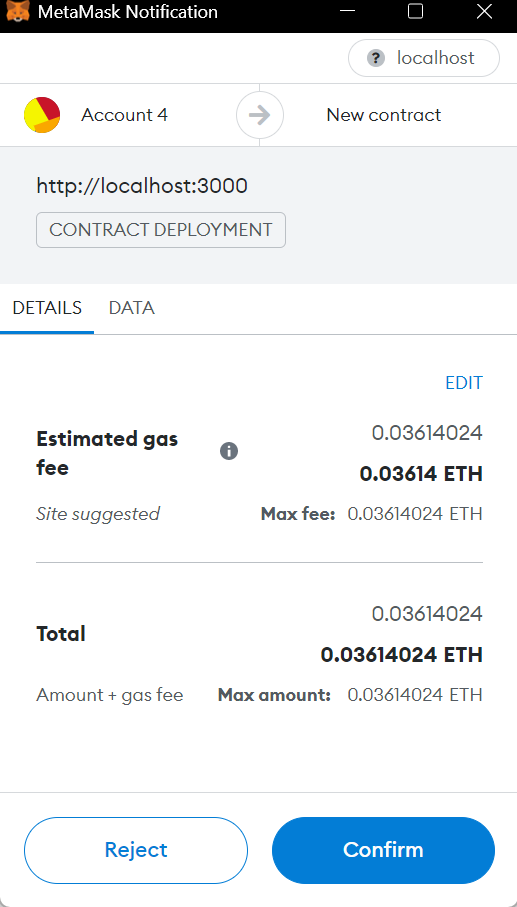 MetaMask Notification
? localhost
Account 4
New contract
http://localhost:3000
CONTRACT DEPLOYMENT
DETAILS DATA
EDIT
Estimated gas fee
0.03614024
0.03614 ETH
Site suggested
Max fee: 0.03614024 ETH
Total
0.03614024
0.03614024 ETH
Amount + gas fee
Max amount: 0.03614024 ETH
Reject
Confirm